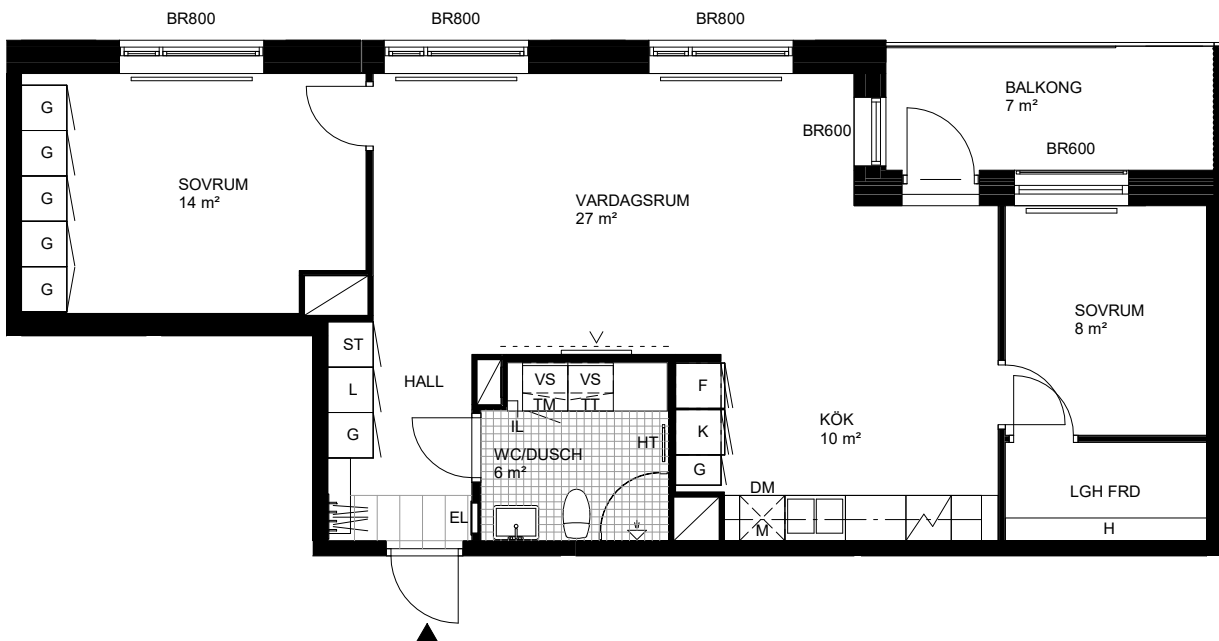 BR800
BR800
BR800
BALKONG
7 m²
BR600
BR600
G
G
G
G
G
SOVRUM
14 m²
VARDAGSRUM
27 m²
SOVRUM
8 m²
ST
L
G
HALL
VS
VS
TM
TT
IL
HT
WC/DUSCH
6 m²
F
K
G
KÖK
10 m²
DM
M
EL
LGH FRD
H